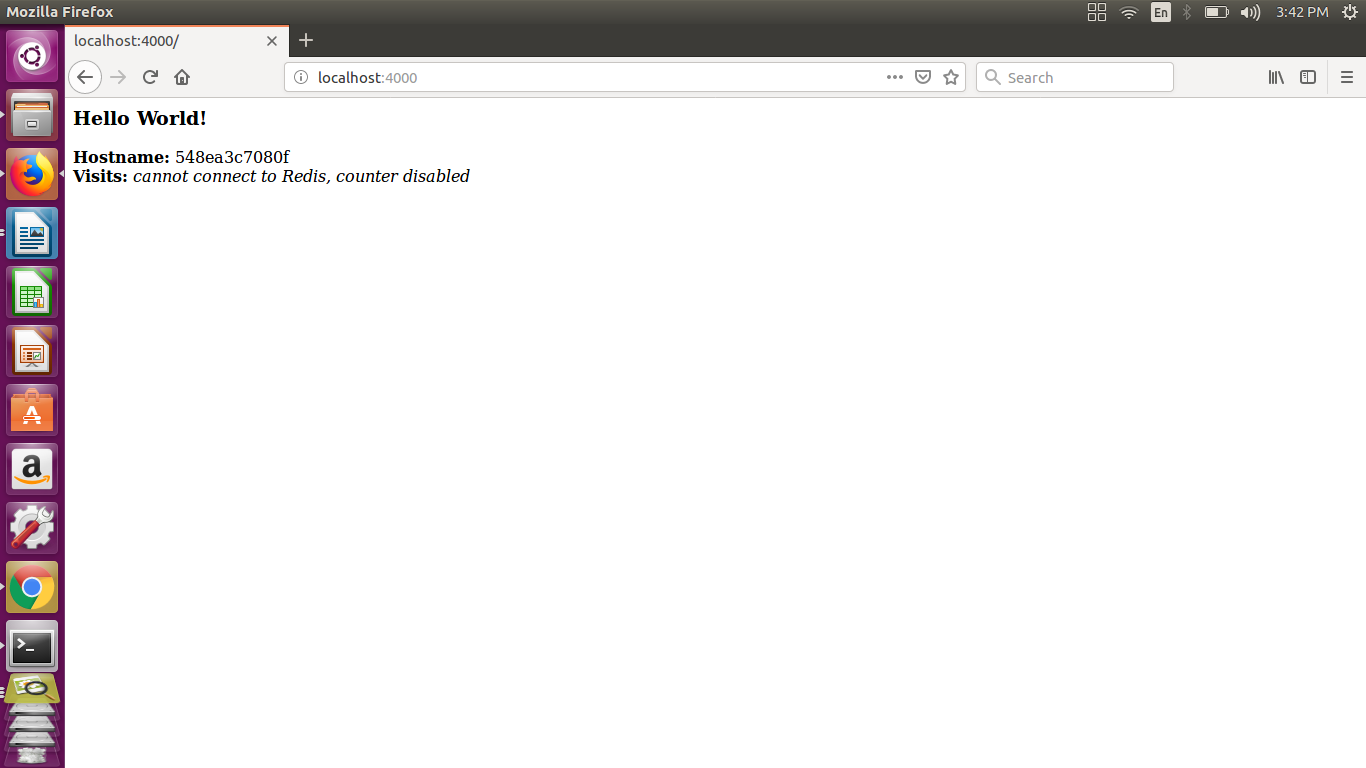 Mozilla Firefox
En
3:42 PM
localhost:4000/
localhost:4000
Search
Hello World!
Hostname: 548ea3c7080f
Visits: cannot connect to Redis, counter disabled